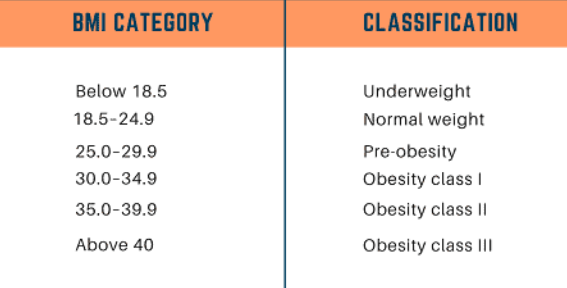 BMI CATEGORY CLASSIFICATION
Below 18.5 Underweight
18.5–24.9 Normal weight
25.0–29.9 Pre-obesity
30.0–34.9 Obesity class I
35.0–39.9 Obesity class II
Above 40 Obesity class III